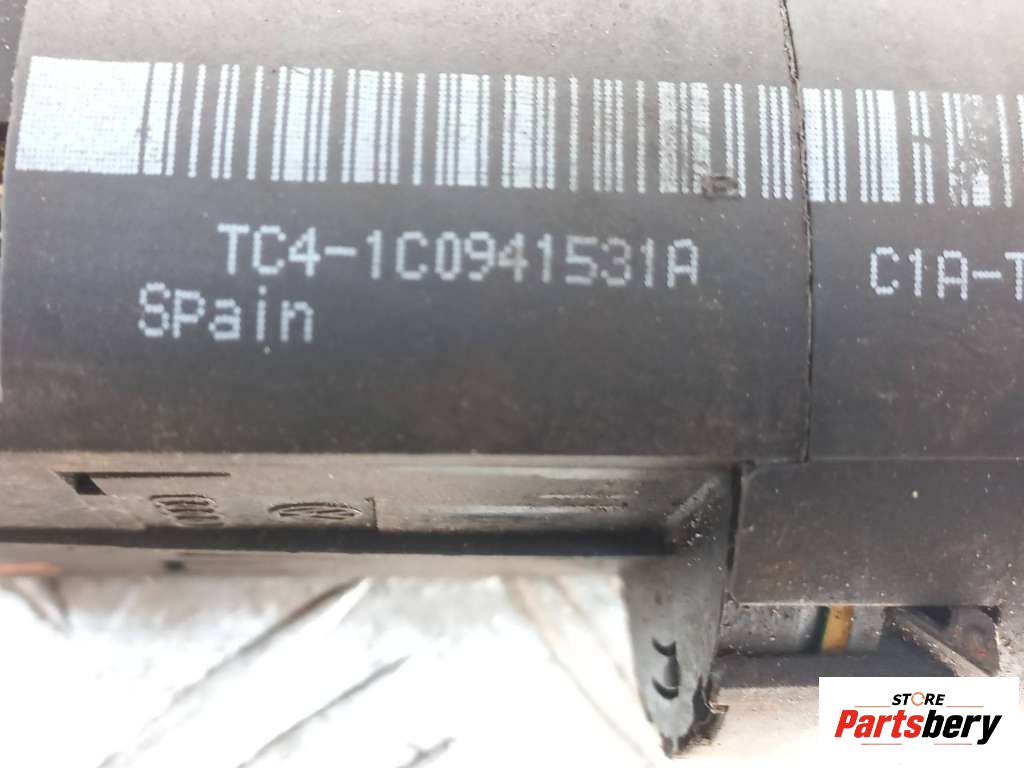 TC4-1C0941531A
Spain
C1A-T
STORE
Partsbery